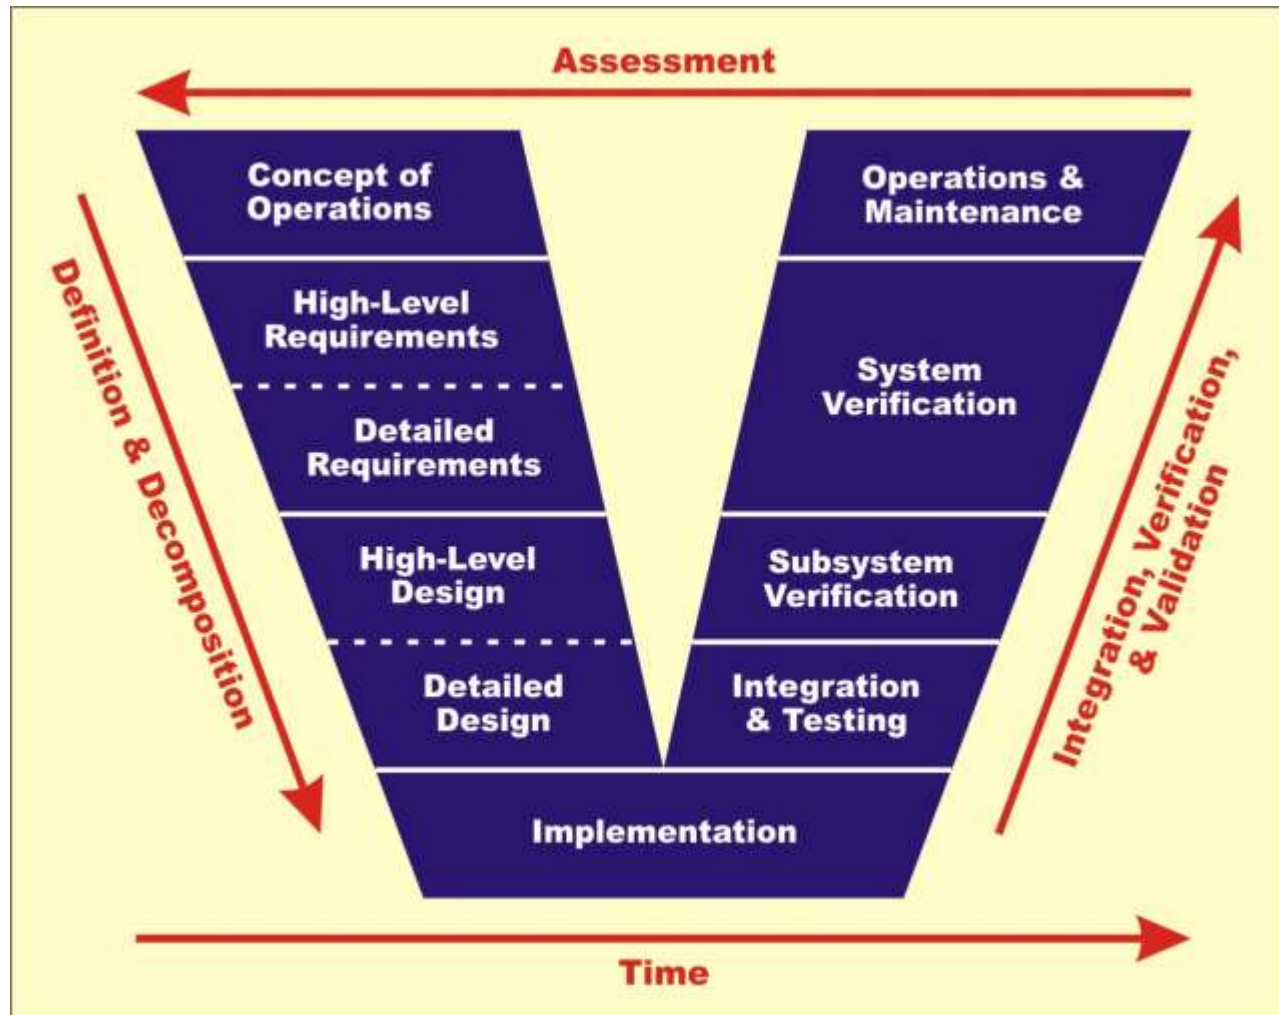 Assessment
Concept of
Operations
High-Level
Requirements
Detailed
Requirements
High-Level
Design
Detailed
Design
Implementation
Operations &
Maintenance
System
Verification
Subsystem
Verification
Integration
& Testing
Definition & Decomposition
Integration, Verification,
& Validation
Time